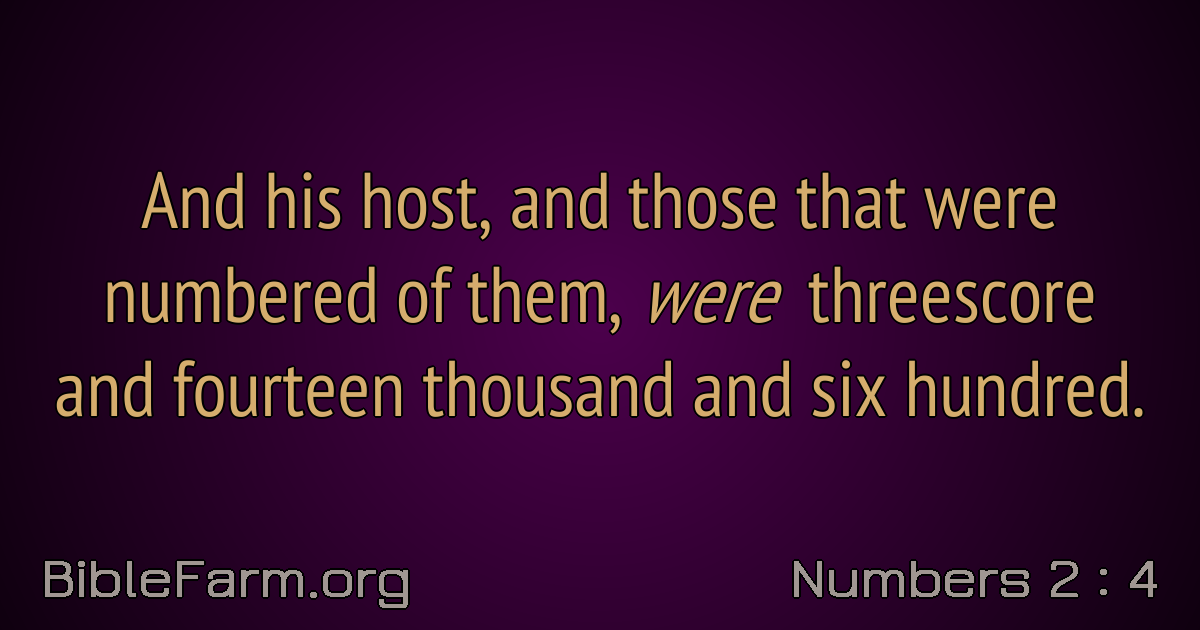 And his host, and those that were
numbered of them, were threescore
and fourteen thousand and six hundred.
BibleFarm.org
Numbers 2 : 4